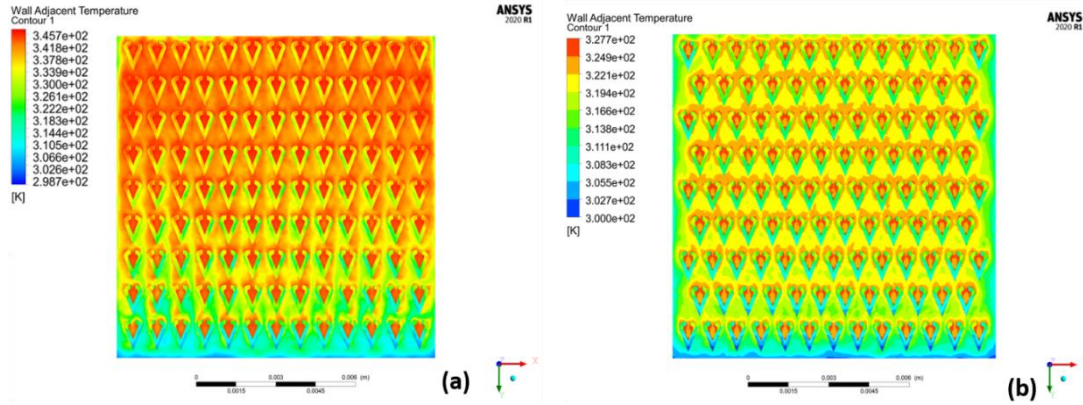 Wall Adjacent Temperature
Contour 1
3.457e+02
3.418e+02
3.378e+02
3.339e+02
3.300e+02
3.261e+02
3.222e+02
3.183e+02
3.144e+02
3.105e+02
3.066e+02
3.026e+02
2.987e+02
[K]
ANSYS
2020 R1
0
0.003
0.006
(m)
0.0015
0.0045
X
(a)
Wall Adjacent Temperature
Contour 1
3.277e+02
3.249e+02
3.221e+02
3.194e+02
3.166e+02
3.138e+02
3.111e+02
3.083e+02
3.055e+02
3.027e+02
3.000e+02
[K]
ANSYS
2020 R1
0
0.003
0.006
(m)
0.0015
0.0045
(b)